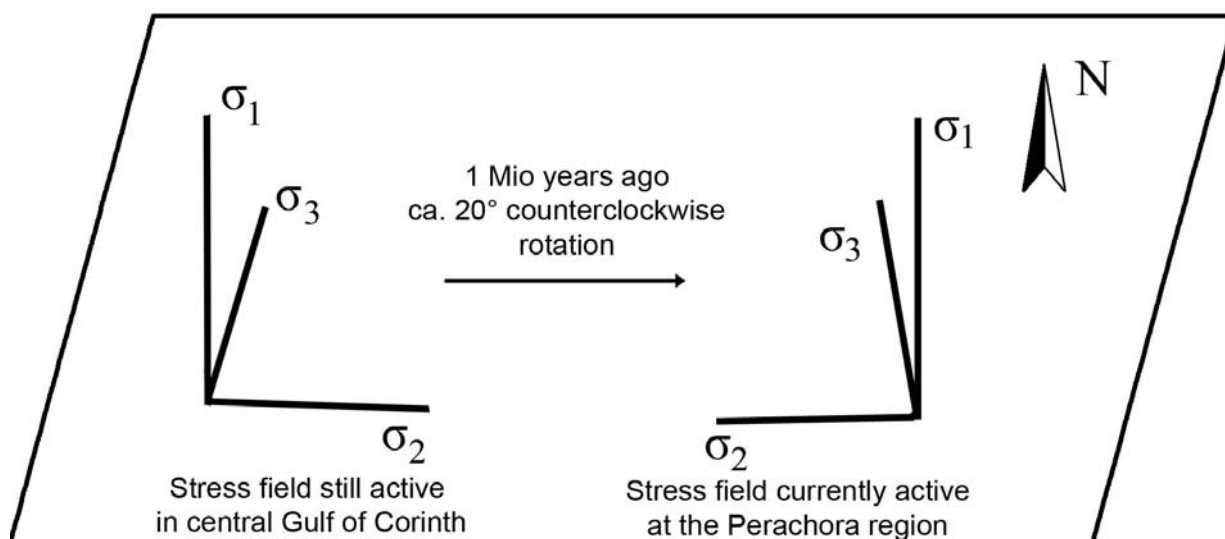 N
σ1
σ3
σ2
1 Mio years ago
ca. 20° counterclockwise
rotation
σ1
σ3
σ2
Stress field still active
in central Gulf of Corinth
Stress field currently active
at the Perachora region